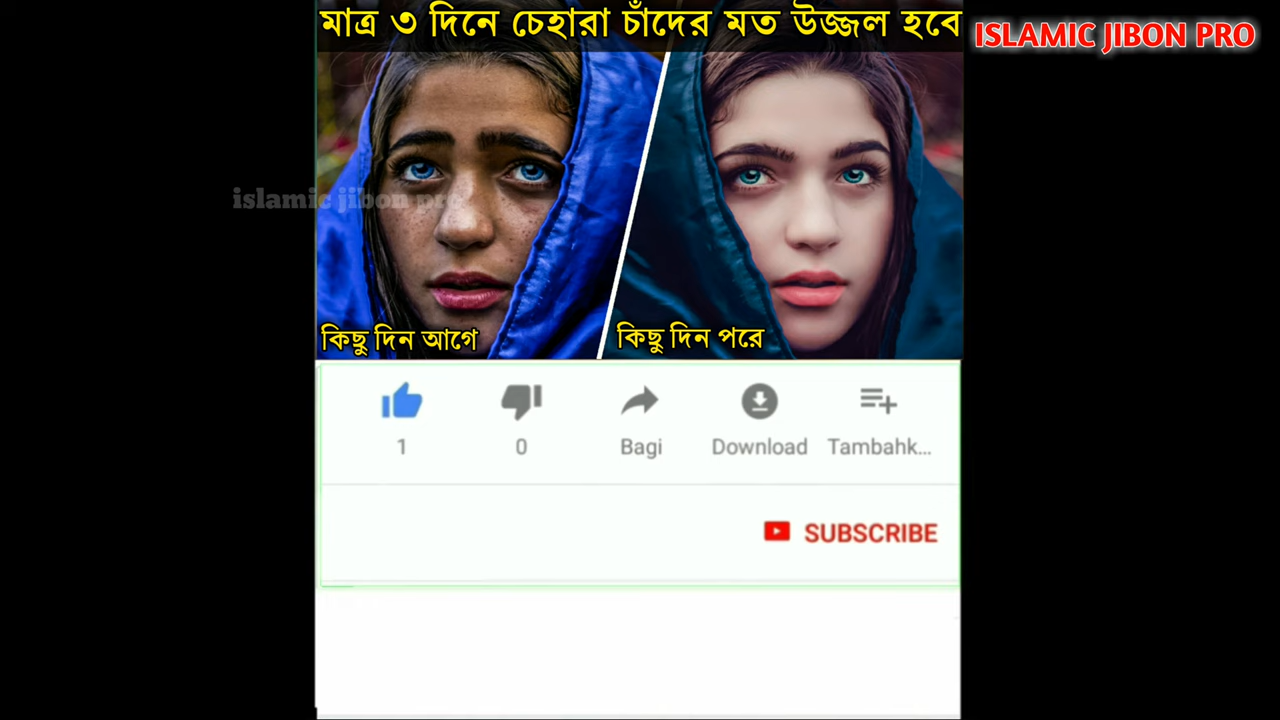 মাত্র ৩ দিনে চেহারা চাঁদের মত উজ্জল হবে
ISLAMIC JIBON PRO
islamic jibon pro
কিছু দিন আগে
কিছু দিন পরে
1
0
Bagi
Download
Tambahk...
SUBSCRIBE